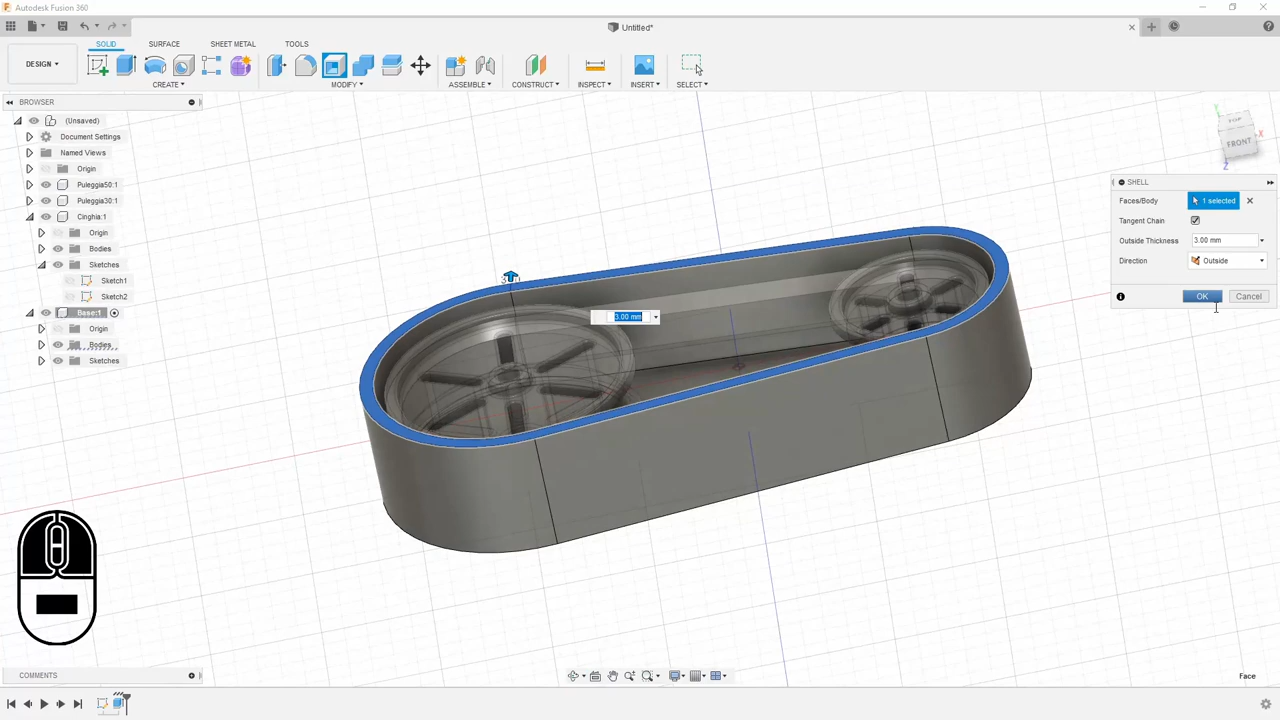 Autodesk Fusion 360
Untitled*
SOLID
SURFACE
SHEET METAL
TOOLS
DESIGN
CREATE
MODIFY
ASSEMBLE
CONSTRUCT
INSPECT
INSERT
SELECT
BROWSER
(Unsaved)
Document Settings
Named Views
Origin
Puleggia50:1
Puleggia30:1
Cinghia:1
Origin
Bodies
Sketches
Sketch1
Sketch2
Base:1
Origin
Bodies
Sketches
TOP
FRONT
Y
X
Z
SHELL
Faces/Body
1 selected
Tangent Chain
Outside Thickness
3.00 mm
Direction
Outside
OK
Cancel
3.00 mm
COMMENTS
Face